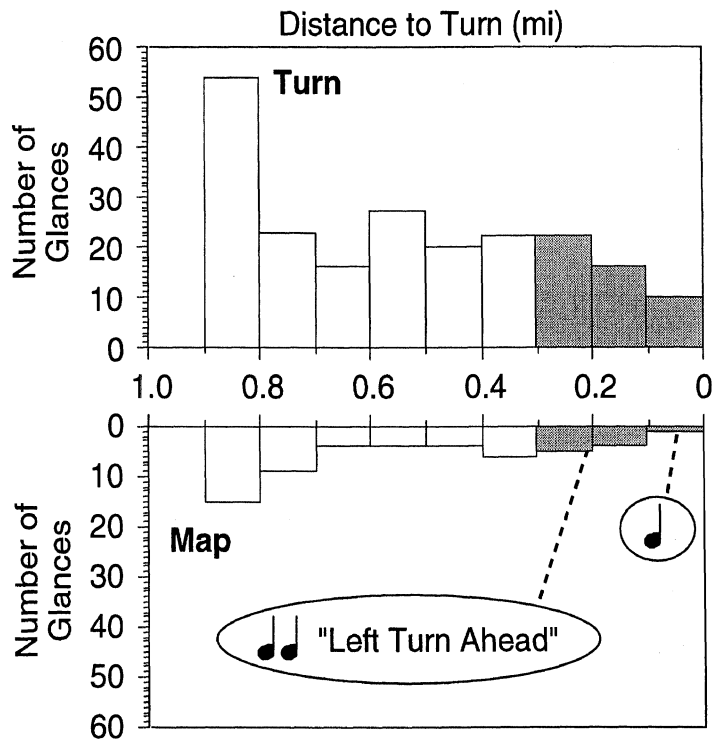 Distance to Turn (mi)
60
50
40
30
20
10
0
Number of
Glances
Turn
1.0 0.8 0.6 0.4 0.2 0
0
10
20
30
40
50
60
Number of
Glances
Map
"Left Turn Ahead"